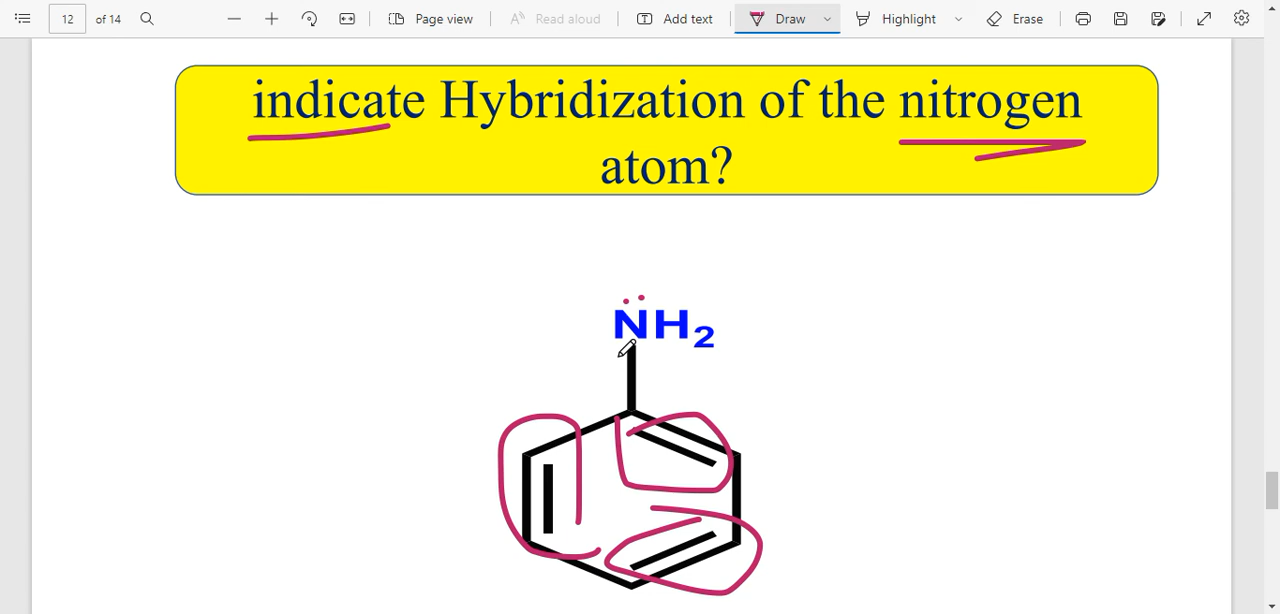 12 of 14 Page view Read aloud Add text Draw Highlight Erase
indicate Hybridization of the nitrogen
atom?
NH2